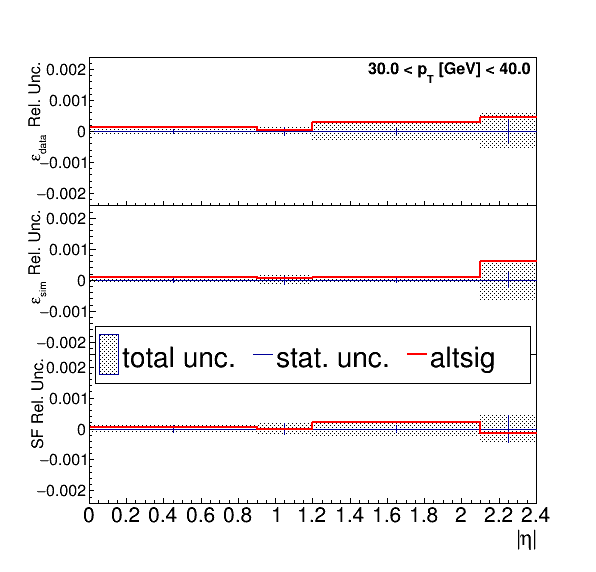 30.0 < p_T [GeV] < 40.0
ε_data Rel. Unc.
0.002
0.001
0
−0.001
−0.002
ε_sim Rel. Unc.
0.002
0.001
0
−0.001
−0.002
total unc. stat. unc. altsig
SF Rel. Unc.
0.002
0.001
0
−0.001
−0.002
0 0.2 0.4 0.6 0.8 1 1.2 1.4 1.6 1.8 2 2.2 2.4
|η|